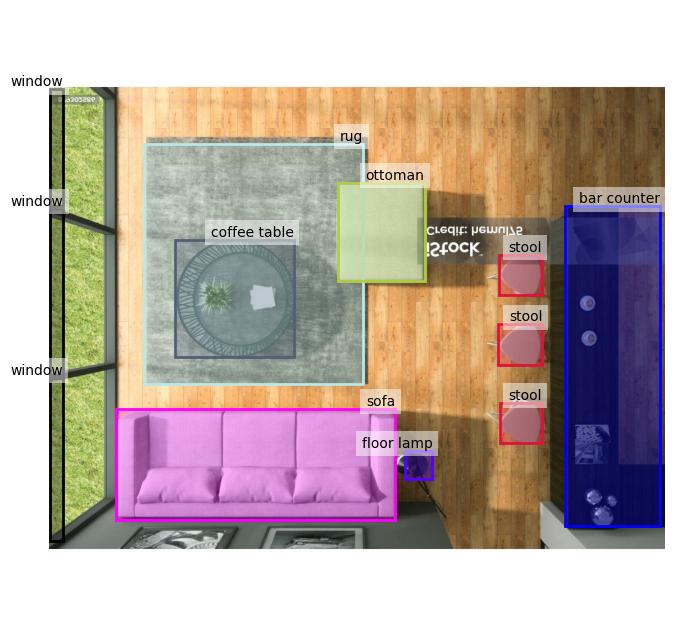 window
rug
ottoman
window
bar counter
coffee table
Credit: hemul75
iStock
stool
stool
window
stool
sofa
floor lamp